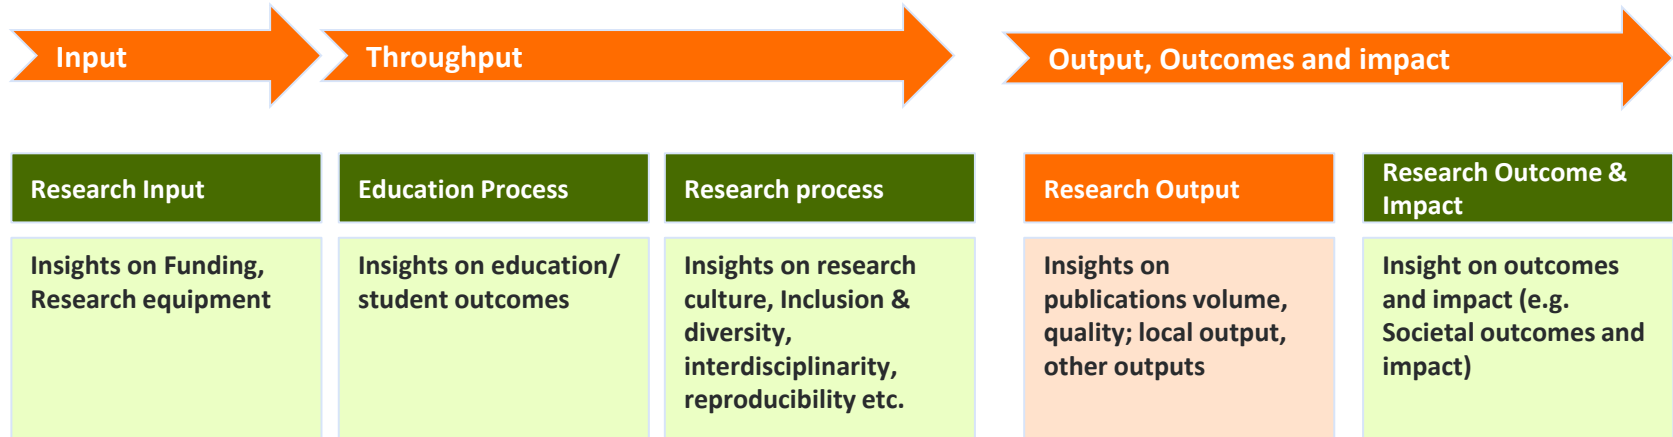 Input
Throughput
Output, Outcomes and impact
Research Input
Education Process
Research process
Research Output
Research Outcome &
Impact
Insights on Funding,
Research equipment
Insights on education/
student outcomes
Insights on research
culture, Inclusion &
diversity,
interdisciplinarity,
reproducibility etc.
Insights on
publications volume,
quality; local output,
other outputs
Insight on outcomes
and impact (e.g.
Societal outcomes and
impact)